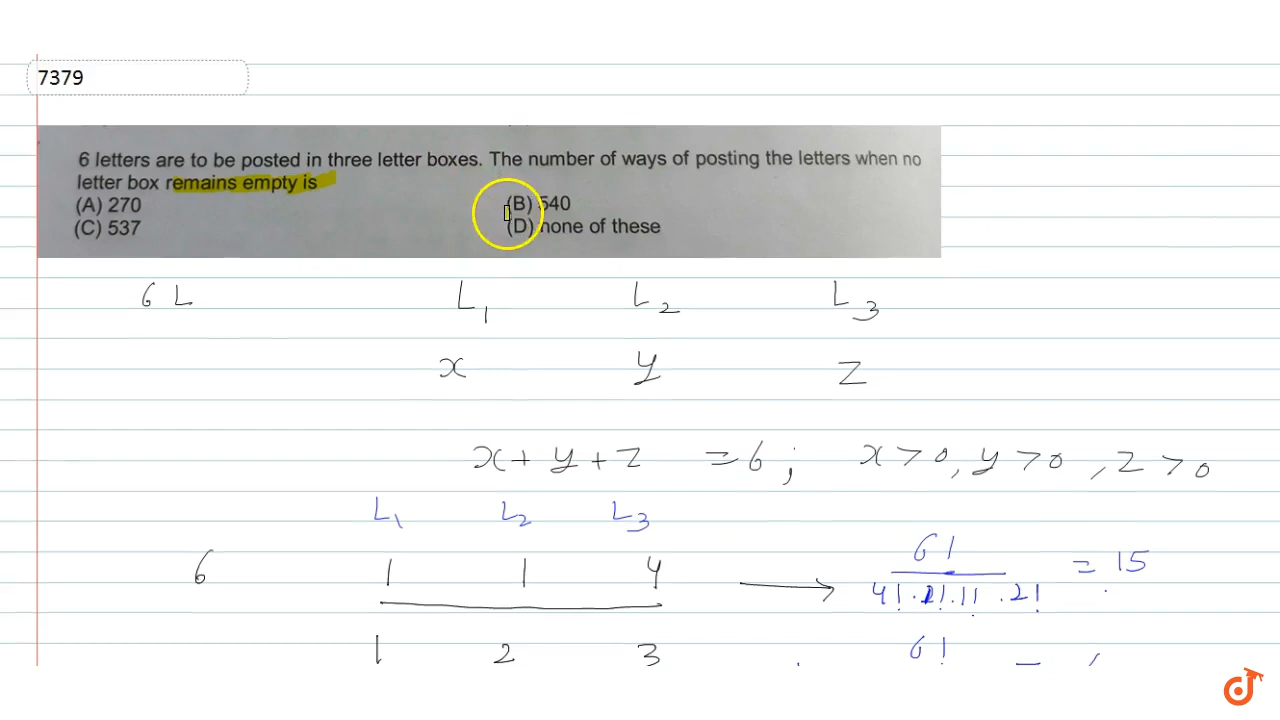 7379
6 letters are to be posted in three letter boxes. The number of ways of posting the letters when no
letter box remains empty is
(A) 270 (B) 540
(C) 537 (D) none of these
6 L L₁ L₂ L₃
x y z
x + y + z = 6 ; x > 0, y > 0 , z > 0
L₁ L₂ L₃
6 1 1 4 → 6! / 4! · 1! · 1! · 2! = 15
1 2 3 6!